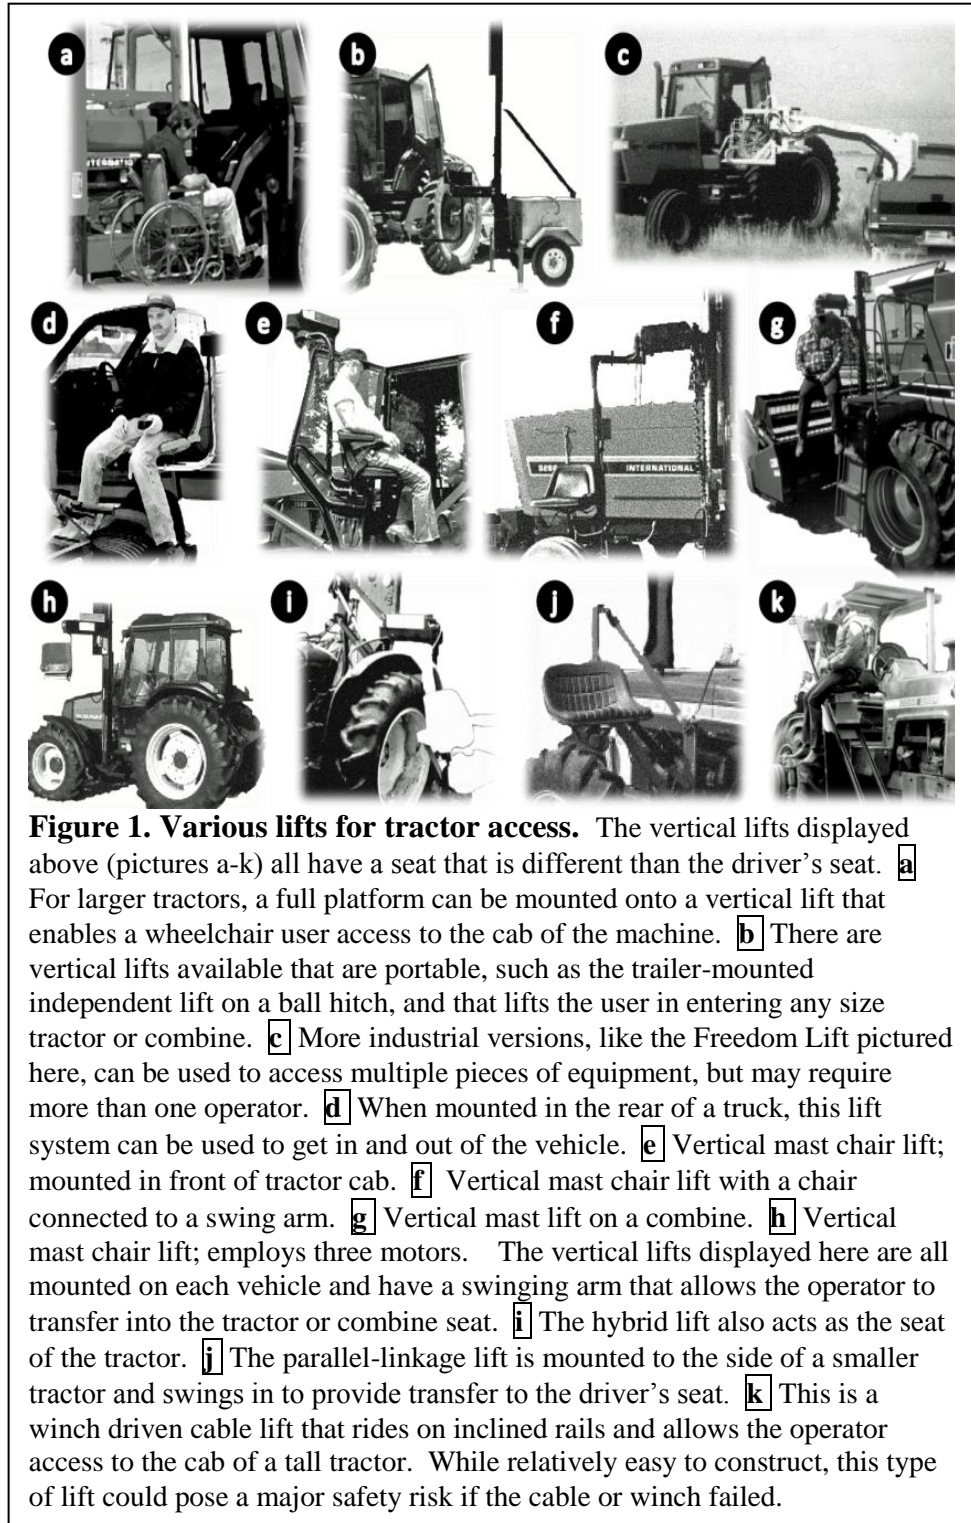 a
b
c
INTERNATIO
d
e
f
g
INTERNATIONAL
h
i
j
k
Figure 1. Various lifts for tractor access. The vertical lifts displayed
above (pictures a-k) all have a seat that is different than the driver's seat. a
For larger tractors, a full platform can be mounted onto a vertical lift that
enables a wheelchair user access to the cab of the machine. b There are
vertical lifts available that are portable, such as the trailer-mounted
independent lift on a ball hitch, and that lifts the user in entering any size
tractor or combine. c More industrial versions, like the Freedom Lift pictured
here, can be used to access multiple pieces of equipment, but may require
more than one operator. d When mounted in the rear of a truck, this lift
system can be used to get in and out of the vehicle. e Vertical mast chair lift;
mounted in front of tractor cab. f Vertical mast chair lift with a chair
connected to a swing arm. g Vertical mast lift on a combine. h Vertical
mast chair lift; employs three motors. The vertical lifts displayed here are all
mounted on each vehicle and have a swinging arm that allows the operator to
transfer into the tractor or combine seat. i The hybrid lift also acts as the seat
of the tractor. j The parallel-linkage lift is mounted to the side of a smaller
tractor and swings in to provide transfer to the driver's seat. k This is a
winch driven cable lift that rides on inclined rails and allows the operator
access to the cab of a tall tractor. While relatively easy to construct, this type
of lift could pose a major safety risk if the cable or winch failed.